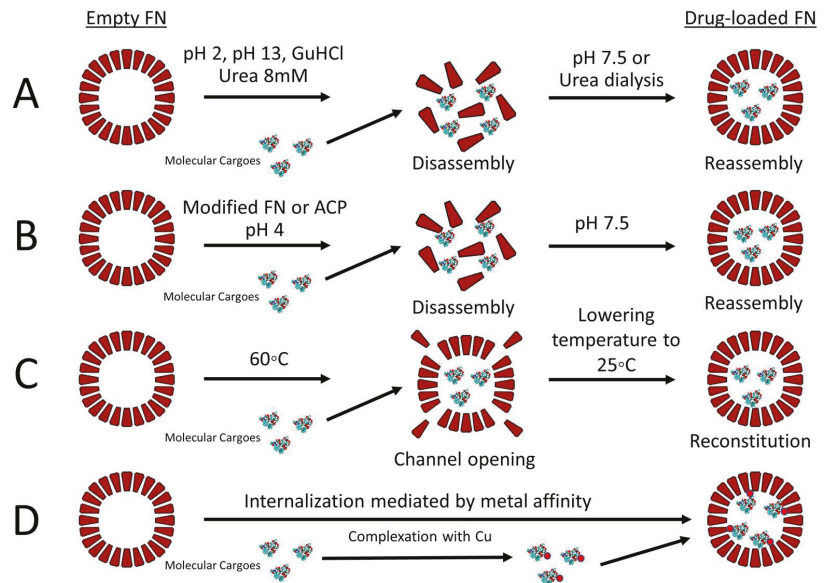 Empty FN
Drug-loaded FN
A
pH 2, pH 13, GuHCl
Urea 8mM
Molecular Cargoes
Disassembly
pH 7.5 or
Urea dialysis
Reassembly
B
Modified FN or ACP
pH 4
Molecular Cargoes
Disassembly
pH 7.5
Reassembly
C
60◦C
Molecular Cargoes
Channel opening
Lowering
temperature to
25◦C
Reconstitution
D
Internalization mediated by metal affinity
Molecular Cargoes
Complexation with Cu